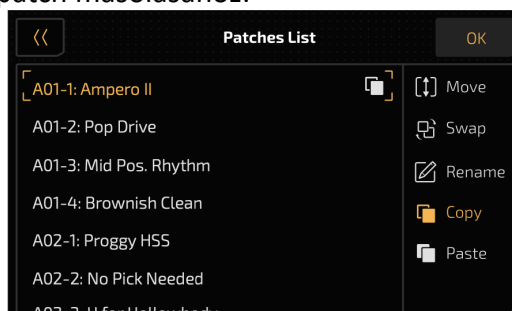 Patches List
OK
A01-1: Ampero II
Move
A01-2: Pop Drive
Swap
A01-3: Mid Pos. Rhythm
Rename
A01-4: Brownish Clean
Copy
A02-1: Proggy HSS
Paste
A02-2: No Pick Needed